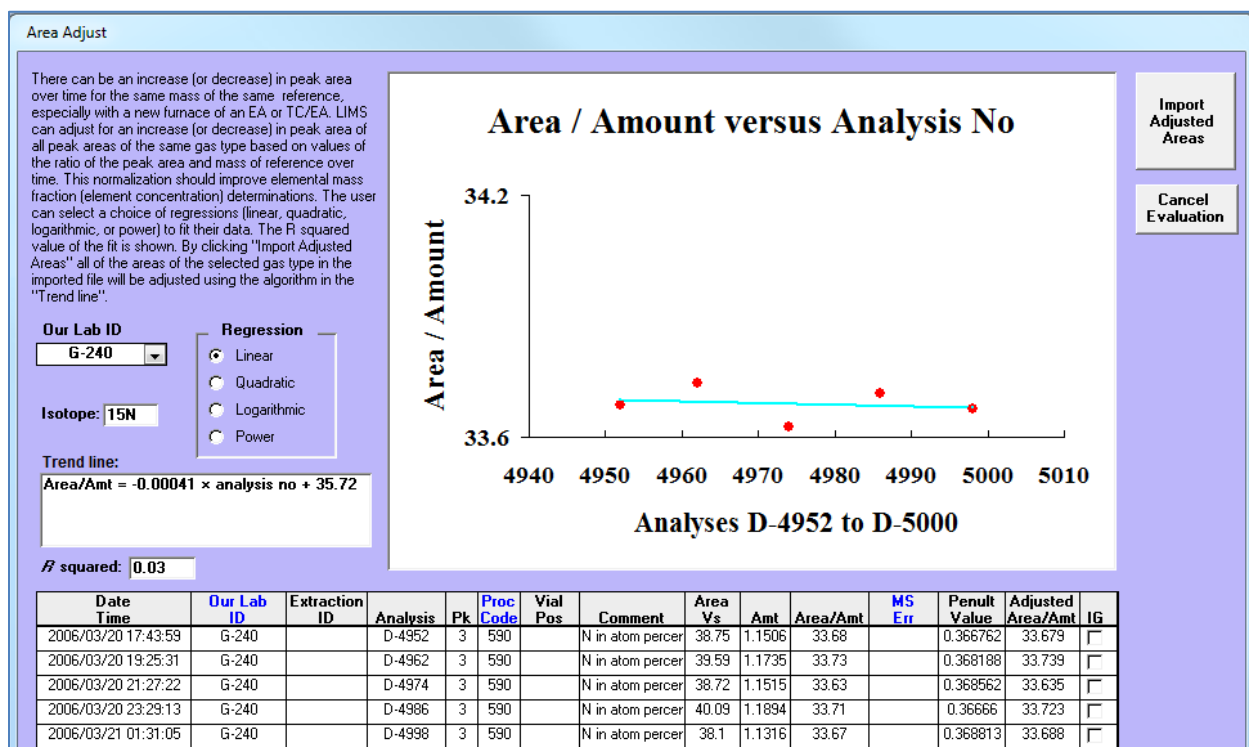 Area Adjust
There can be an increase (or decrease) in peak area
over time for the same mass of the same reference,
especially with a new furnace of an EA or TC/EA. LIMS
can adjust for an increase (or decrease) in peak area of
all peak areas of the same gas type based on values of
the ratio of the peak area and mass of reference over
time. This normalization should improve elemental mass
fraction (element concentration) determinations. The user
can select a choice of regressions (linear, quadratic,
logarithmic, or power) to fit their data. The R squared
value of the fit is shown. By clicking "Import Adjusted
Areas" all of the areas of the selected gas type in the
imported file will be adjusted using the algorithm in the
"Trend line".
Our Lab ID
G-240
Regression
Linear
Quadratic
Logarithmic
Power
Isotope: 15N
Trend line:
Area/Amt = -0.00041 × analysis no + 35.72
R squared: 0.03
Area / Amount versus Analysis No
Area / Amount
34.2
33.6
4940 4950 4960 4970 4980 4990 5000 5010
Analyses D-4952 to D-5000
Import
Adjusted
Areas
Cancel
Evaluation
Date Time Our Lab ID Extraction ID Analysis Pk Proc Code Vial Pos Comment Area Vs Amt Area/Amt MS Err Penult Value Adjusted Area/Amt IG
2006/03/20 17:43:59 G-240 D-4952 3 590 N in atom percer 38.75 1.1506 33.68 0.366762 33.679
2006/03/20 19:25:31 G-240 D-4962 3 590 N in atom percer 39.59 1.1735 33.73 0.368188 33.739
2006/03/20 21:27:22 G-240 D-4974 3 590 N in atom percer 38.72 1.1515 33.63 0.368562 33.635
2006/03/20 23:29:13 G-240 D-4986 3 590 N in atom percer 40.09 1.1894 33.71 0.36666 33.723
2006/03/21 01:31:05 G-240 D-4998 3 590 N in atom percer 38.1 1.1316 33.67 0.368813 33.688